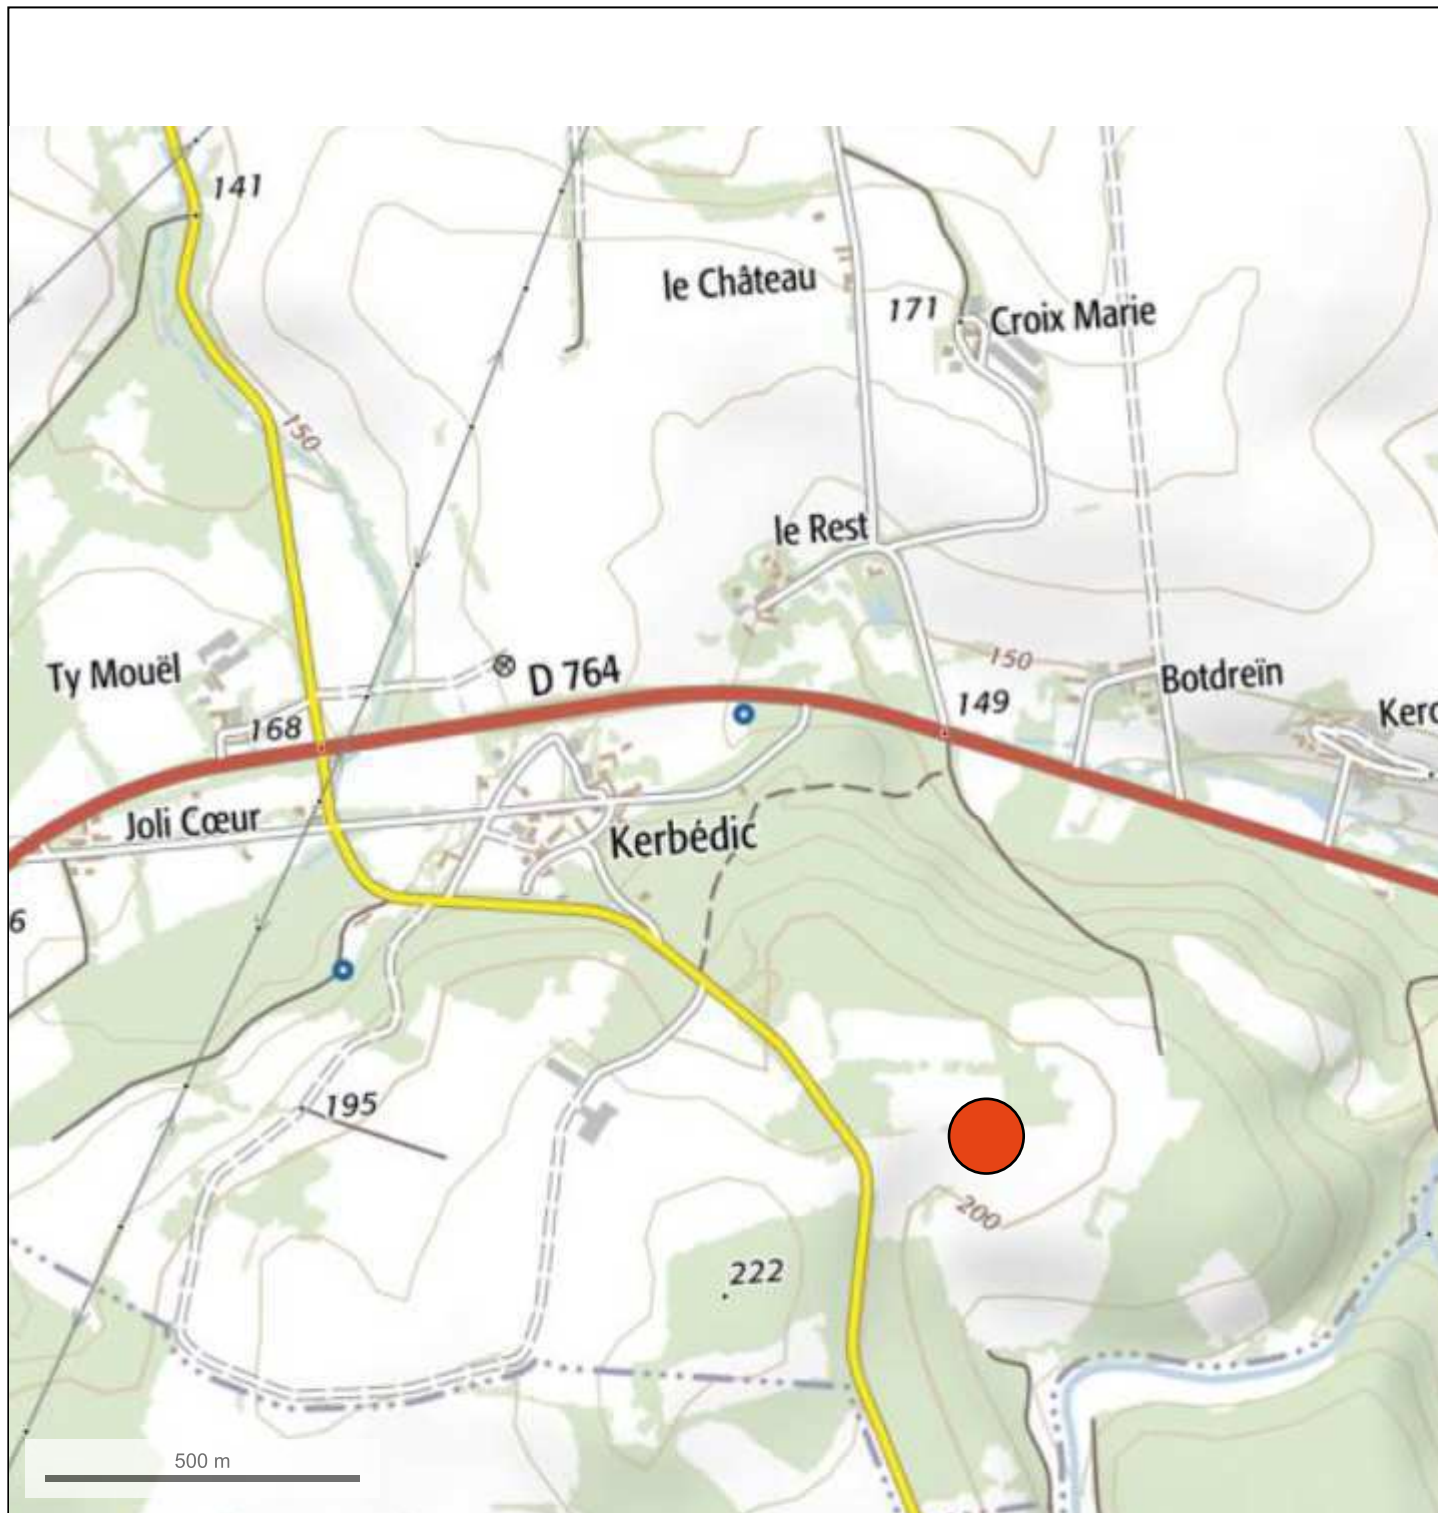 141
le Château
171
Croix Marie
150
le Rest
Ty Mouël
D 764
150
Botdreïn
168
149
Kerc
Joli Cœur
Kerbédic
6
195
200
222
500 m